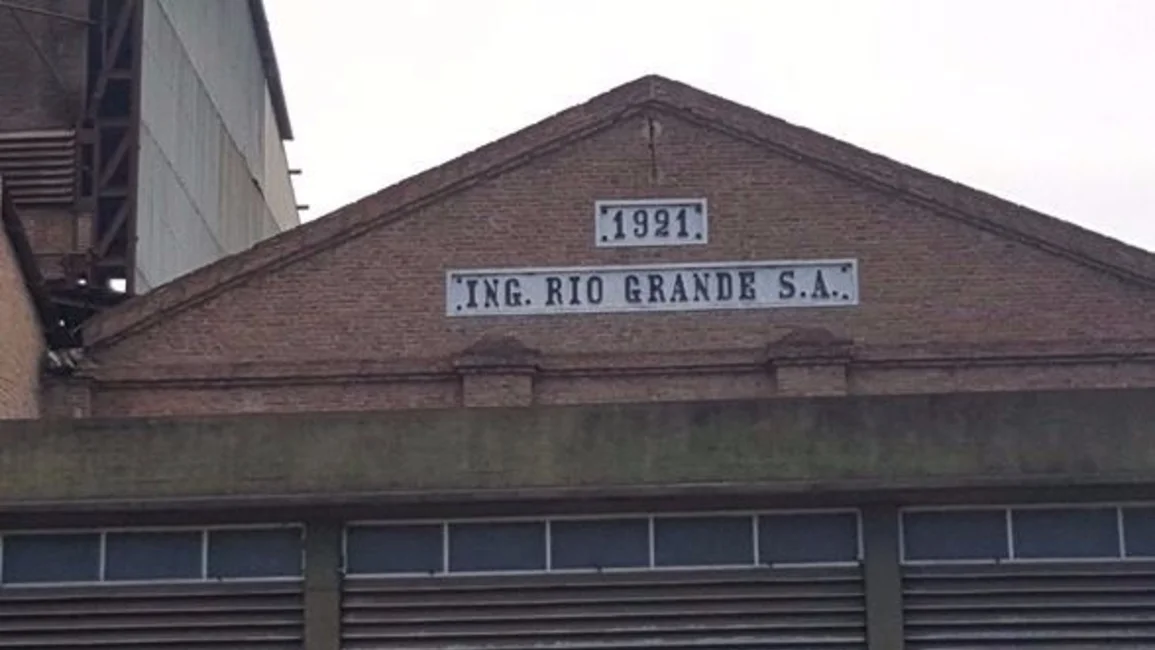 1921
ING. RIO GRANDE S.A.